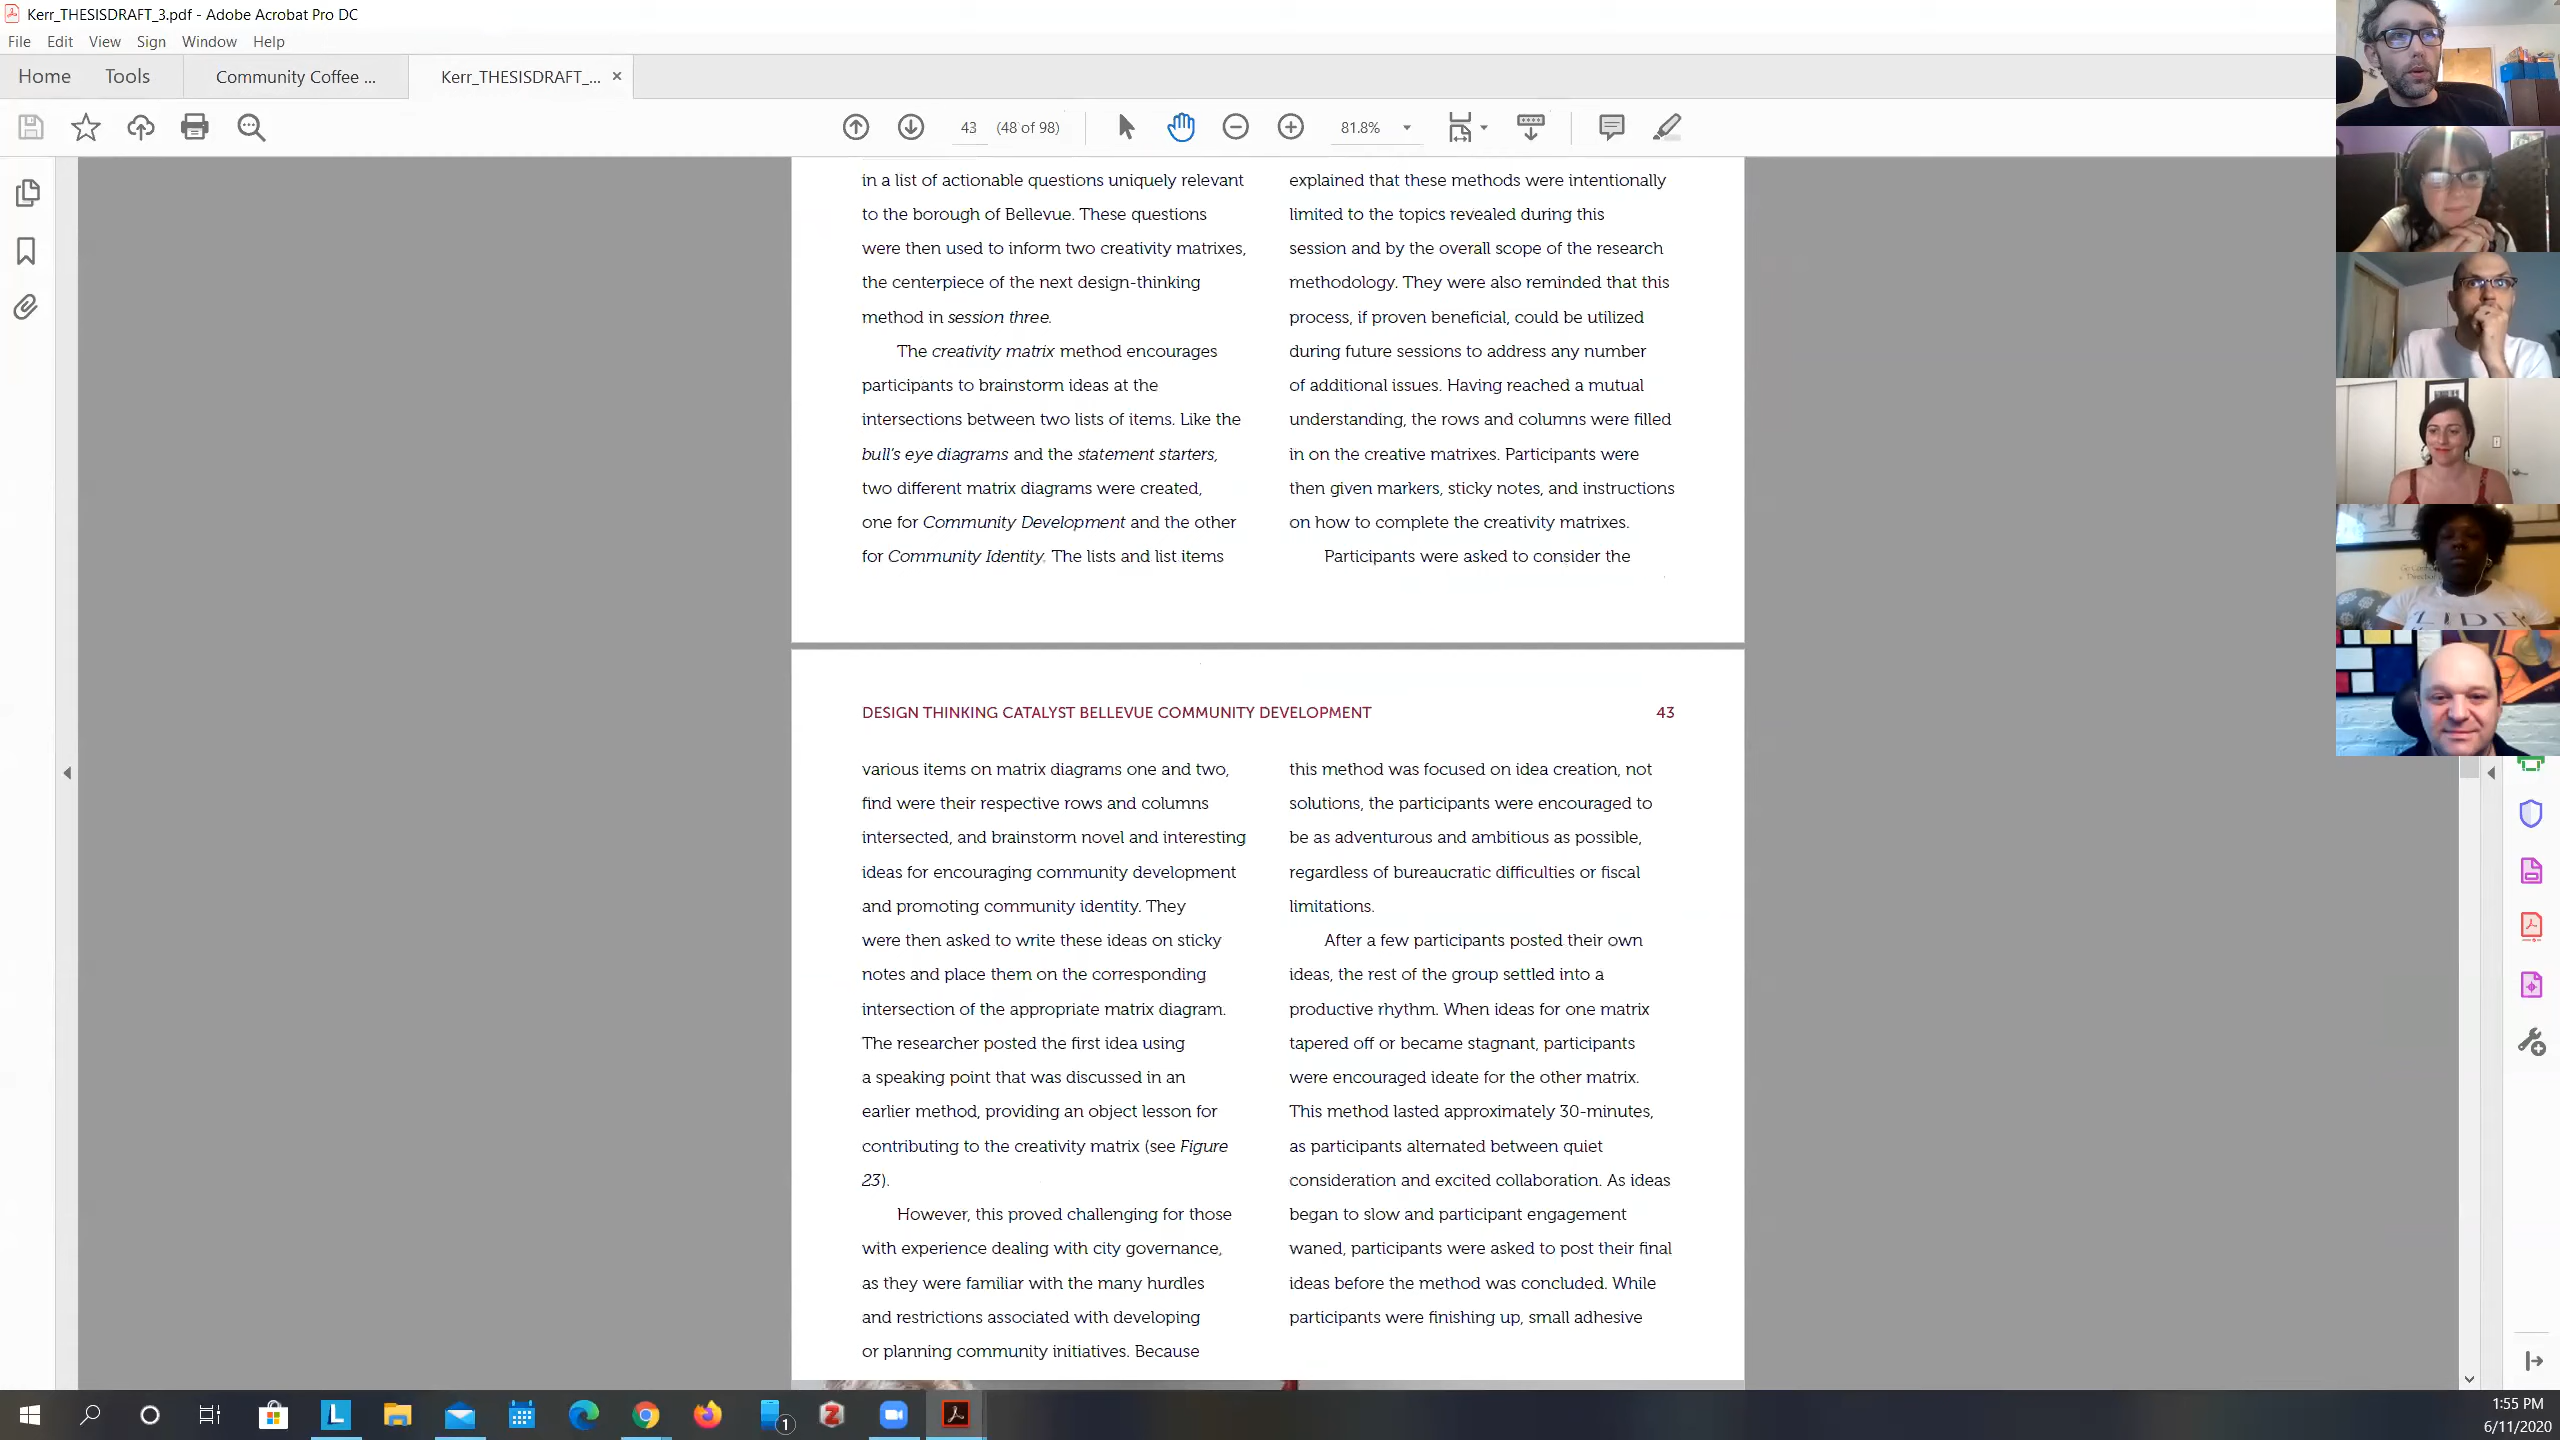 Kerr_THESISDRAFT_3.pdf - Adobe Acrobat Pro DC
File Edit View Sign Window Help
Home Tools Community Coffee ... Kerr_THESISDRAFT_... ×
43 (48 of 98) 81.8%
in a list of actionable questions uniquely relevant
to the borough of Bellevue. These questions
were then used to inform two creativity matrixes,
the centerpiece of the next design-thinking
method in session three.
The creativity matrix method encourages
participants to brainstorm ideas at the
intersections between two lists of items. Like the
bull's eye diagrams and the statement starters,
two different matrix diagrams were created,
one for Community Development and the other
for Community Identity. The lists and list items
explained that these methods were intentionally
limited to the topics revealed during this
session and by the overall scope of the research
methodology. They were also reminded that this
process, if proven beneficial, could be utilized
during future sessions to address any number
of additional issues. Having reached a mutual
understanding, the rows and columns were filled
in on the creative matrixes. Participants were
then given markers, sticky notes, and instructions
on how to complete the creativity matrixes.
Participants were asked to consider the
DESIGN THINKING CATALYST BELLEVUE COMMUNITY DEVELOPMENT 43
various items on matrix diagrams one and two,
find were their respective rows and columns
intersected, and brainstorm novel and interesting
ideas for encouraging community development
and promoting community identity. They
were then asked to write these ideas on sticky
notes and place them on the corresponding
intersection of the appropriate matrix diagram.
The researcher posted the first idea using
a speaking point that was discussed in an
earlier method, providing an object lesson for
contributing to the creativity matrix (see Figure
23).
However, this proved challenging for those
with experience dealing with city governance,
as they were familiar with the many hurdles
and restrictions associated with developing
or planning community initiatives. Because
this method was focused on idea creation, not
solutions, the participants were encouraged to
be as adventurous and ambitious as possible,
regardless of bureaucratic difficulties or fiscal
limitations.
After a few participants posted their own
ideas, the rest of the group settled into a
productive rhythm. When ideas for one matrix
tapered off or became stagnant, participants
were encouraged ideate for the other matrix.
This method lasted approximately 30-minutes,
as participants alternated between quiet
consideration and excited collaboration. As ideas
began to slow and participant engagement
waned, participants were asked to post their final
ideas before the method was concluded. While
participants were finishing up, small adhesive
L
Z
1
1:55 PM
6/11/2020